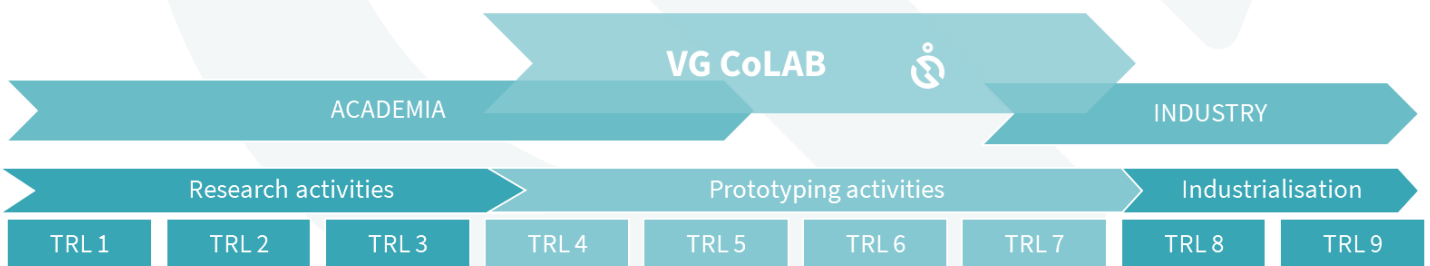 VG CoLAB
ACADEMIA
INDUSTRY
Research activities
Prototyping activities
Industrialisation
TRL 1
TRL 2
TRL 3
TRL 4
TRL 5
TRL 6
TRL 7
TRL 8
TRL 9